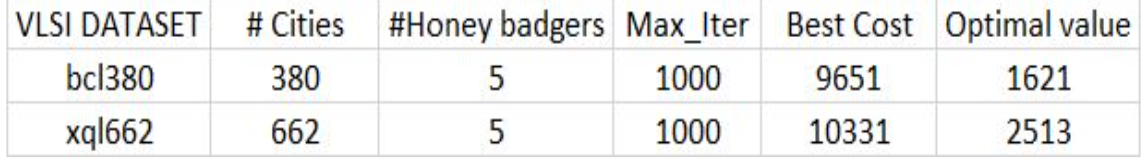 VLSI DATASET # Cities #Honey badgers Max_Iter Best Cost Optimal value
bcl380 380 5 1000 9651 1621
xql662 662 5 1000 10331 2513